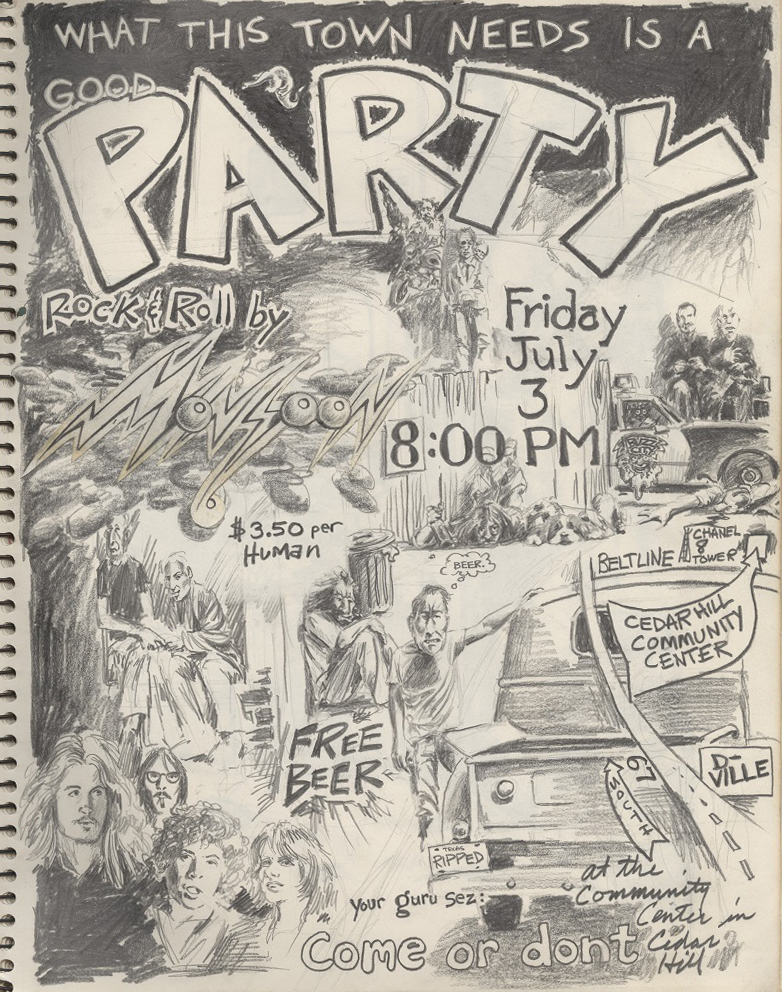 WHAT THIS TOWN NEEDS IS A
GOOD
PARTY
Rock & Roll by
MONSOON
Friday
July
3
8:00 PM
$3.50 per
Human
BEER.
BELTLINE
CHANEL
8
TOWER
CEDAR HILL
COMMUNITY
CENTER
FREE
BEER
67
SOUTH
D-
VILLE
TEXAS
RIPPED
at the
Community
Center in
Cedar
Hill
your guru sez:
Come or dont